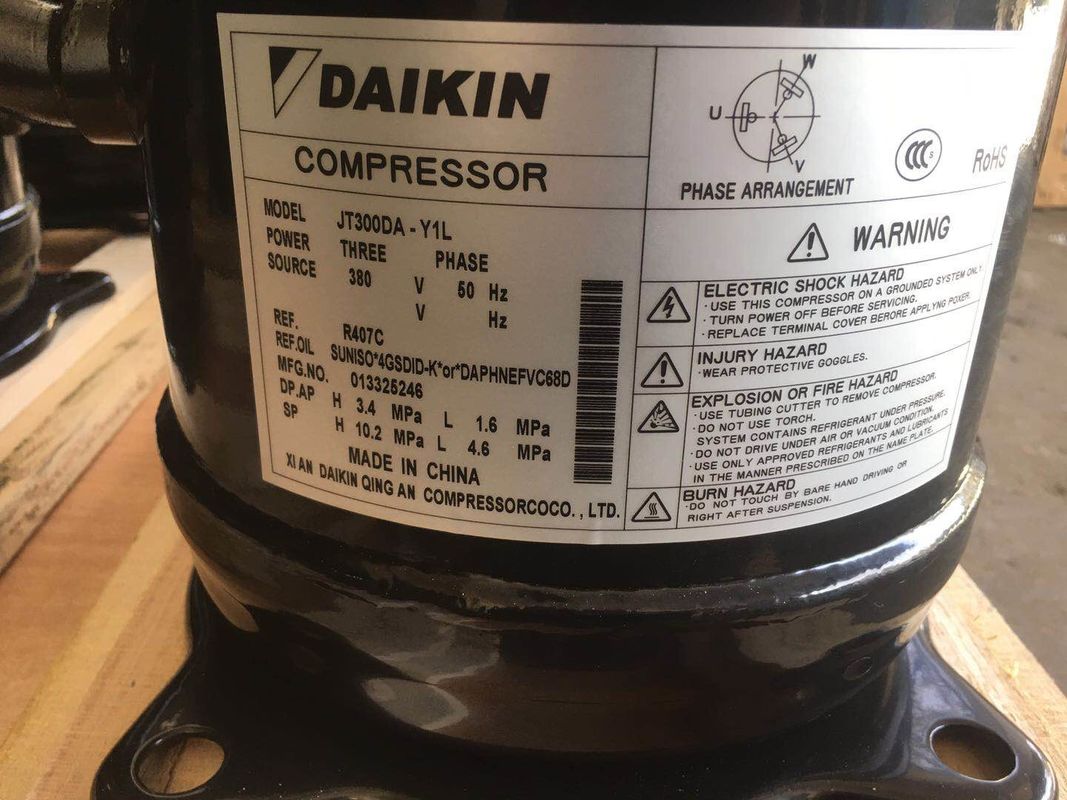 DAIKIN
COMPRESSOR
MODEL JT300DA - Y1L
POWER THREE PHASE
SOURCE 380 V 50 Hz
V Hz
REF. R407C
REF.OIL SUNISO*4GSDID-K*or*DAPHNEFVC68D
MFG.NO. 013325246
DP.AP H 3.4 MPa L 1.6 MPa
SP H 10.2 MPa L 4.6 MPa
MADE IN CHINA
XI AN DAIKIN QING AN COMPRESSORCOCO. , LTD.
W
U
V
PHASE ARRANGEMENT
CCC S
RoHS
WARNING
ELECTRIC SHOCK HAZARD
· USE THIS COMPRESSOR ON A GROUNDED SYSTEM ONLY.
· TURN POWER OFF BEFORE SERVICING.
· REPLACE TERMINAL COVER BERORE APPLYNG POXER.
INJURY HAZARD
·WEAR PROTECTIVE GOGGLES.
EXPLOSION OR FIRE HAZARD
· USE TUBING CUTTER TO REMOVE COMPRESSOR.
· DO NOT USE TORCH.
SYSTEM CONTAINS REFRIGERANT UNDER PRESSURE.
· DO NOT DRIVE UNDER AIR OR VACUUM CONDITION.
· USE ONLY APPROVED REFRIGERANTS AND LUBRICANTS
IN THE MANNER PRESCRIBED ON THE NAME PLATE.
BURN HAZARD
·DO NOT TOUCH BY BARE HAND DRIVING OR
RIGHT AFTER SUSPENSION.